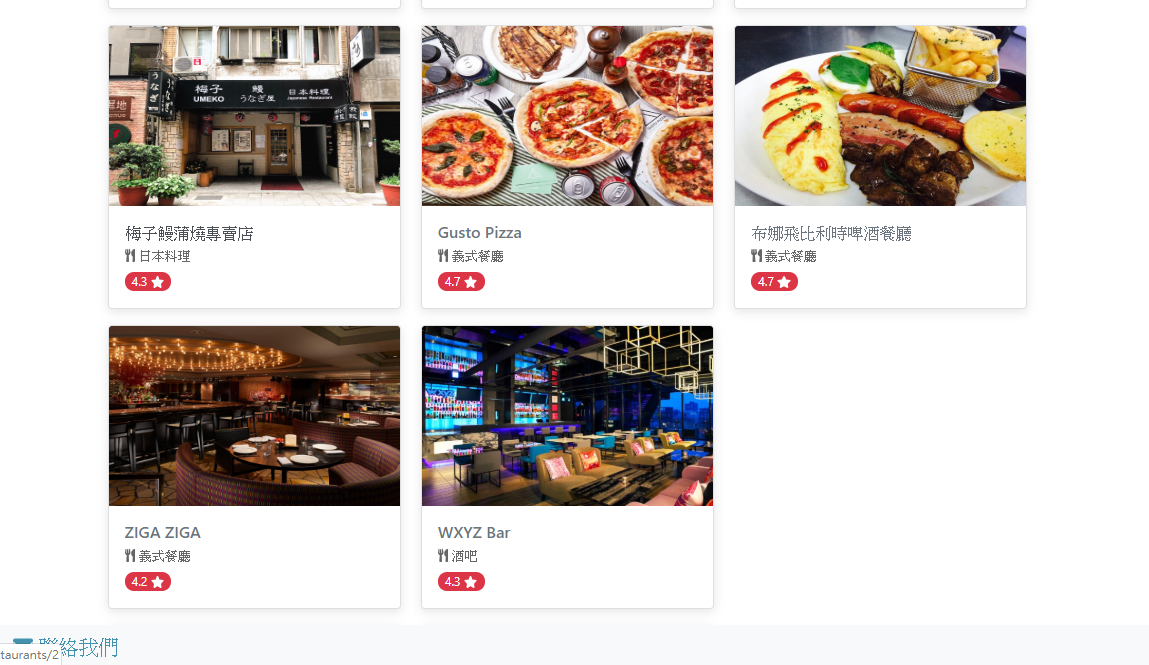 梅子 鰻 日本料理
UMEKO うなぎ屋 Japanese Restaurant
うなぎ
梅子鰻蒲燒專賣店
日本料理
4.3
Gusto Pizza
義式餐廳
4.7
布娜飛比利時啤酒餐廳
義式餐廳
4.7
ZIGA ZIGA
義式餐廳
4.2
WXYZ Bar
酒吧
4.3
聯絡我們
taurants/2